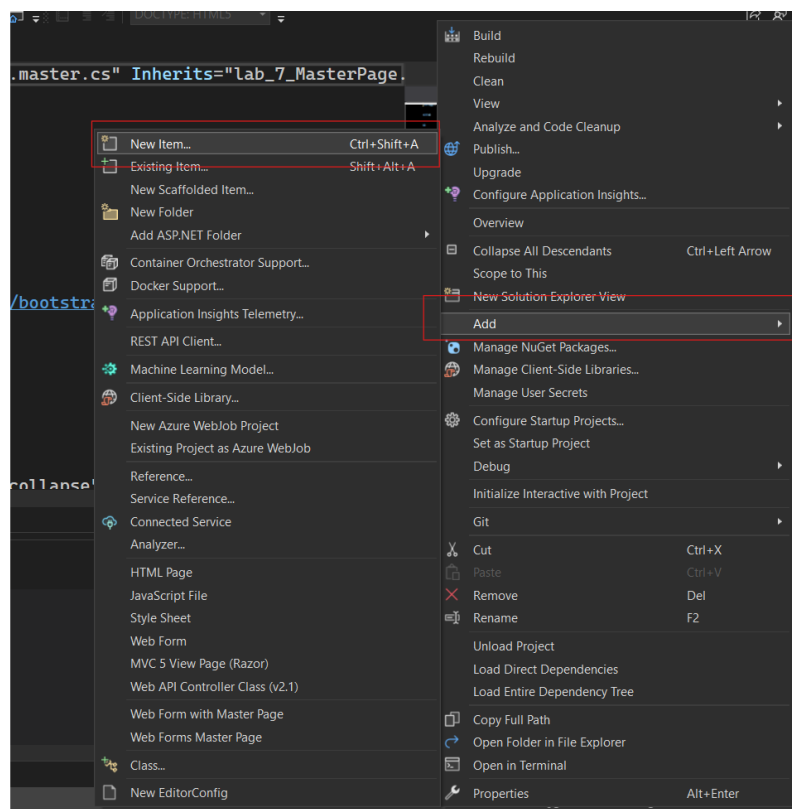 DOCTYPE: HTML5
.master.cs" Inherits="lab_7_MasterPage.
/bootstra
collapse"
New Item... Ctrl+Shift+A
Existing Item... Shift+Alt+A
New Scaffolded Item...
New Folder
Add ASP.NET Folder
Container Orchestrator Support...
Docker Support...
Application Insights Telemetry...
REST API Client...
Machine Learning Model...
Client-Side Library...
New Azure WebJob Project
Existing Project as Azure WebJob
Reference...
Service Reference...
Connected Service
Analyzer...
HTML Page
JavaScript File
Style Sheet
Web Form
MVC 5 View Page (Razor)
Web API Controller Class (v2.1)
Web Form with Master Page
Web Forms Master Page
Class...
New EditorConfig
Build
Rebuild
Clean
View
Analyze and Code Cleanup
Publish...
Upgrade
Configure Application Insights...
Overview
Collapse All Descendants Ctrl+Left Arrow
Scope to This
New Solution Explorer View
Add
Manage NuGet Packages...
Manage Client-Side Libraries...
Manage User Secrets
Configure Startup Projects...
Set as Startup Project
Debug
Initialize Interactive with Project
Git
Cut Ctrl+X
Paste Ctrl+V
Remove Del
Rename F2
Unload Project
Load Direct Dependencies
Load Entire Dependency Tree
Copy Full Path
Open Folder in File Explorer
Open in Terminal
Properties Alt+Enter